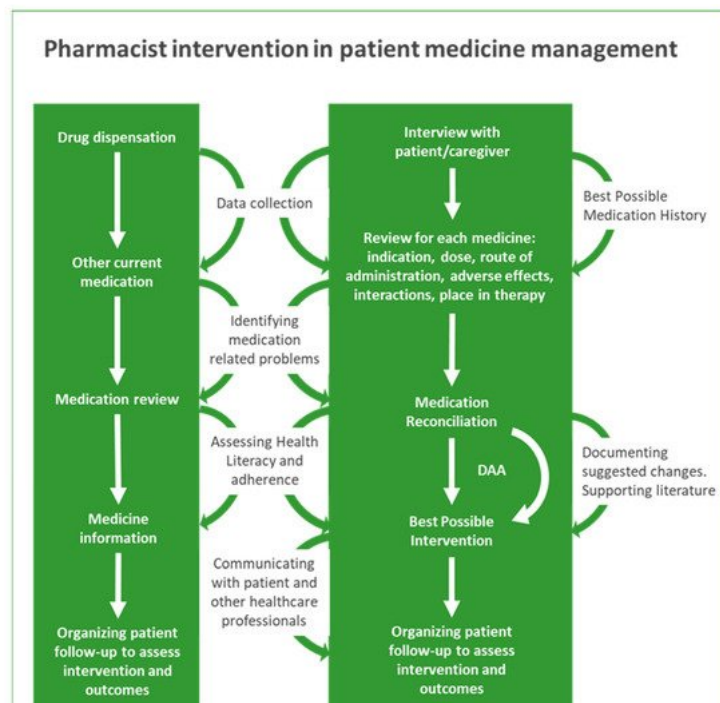 Pharmacist intervention in patient medicine management
Drug dispensation
Other current
medication
Medication review
Medicine
information
Organizing patient
follow-up to assess
intervention and
outcomes
Data collection
Identifying
medication
related problems
Assessing Health
Literacy and
adherence
Communicating
with patient and
other healthcare
professionals
Interview with
patient/caregiver
Review for each medicine:
indication, dose, route of
administration, adverse effects,
interactions, place in therapy
Medication
Reconciliation
DAA
Best Possible
Intervention
Organizing patient
follow-up to assess
intervention and
outcomes
Best Possible
Medication History
Documenting
suggested changes.
Supporting literature